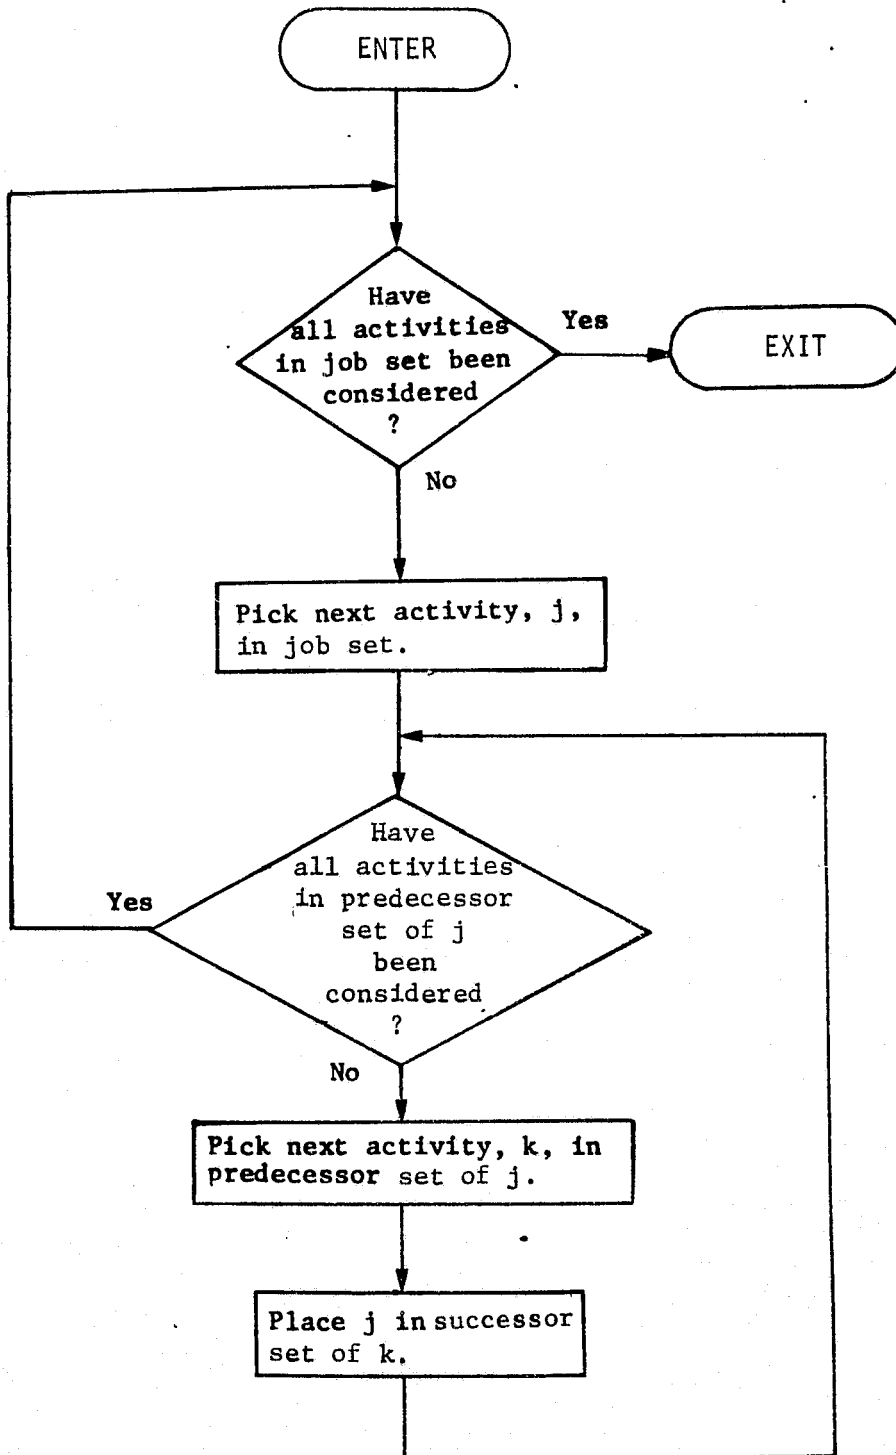 ENTER
Have
all activities
in job set been
considered
?
Yes
EXIT
No
Pick next activity, j,
in job set.
Have
all activities
in predecessor
set of j
been
considered
?
Yes
No
Pick next activity, k, in
predecessor set of j.
Place j in successor
set of k.